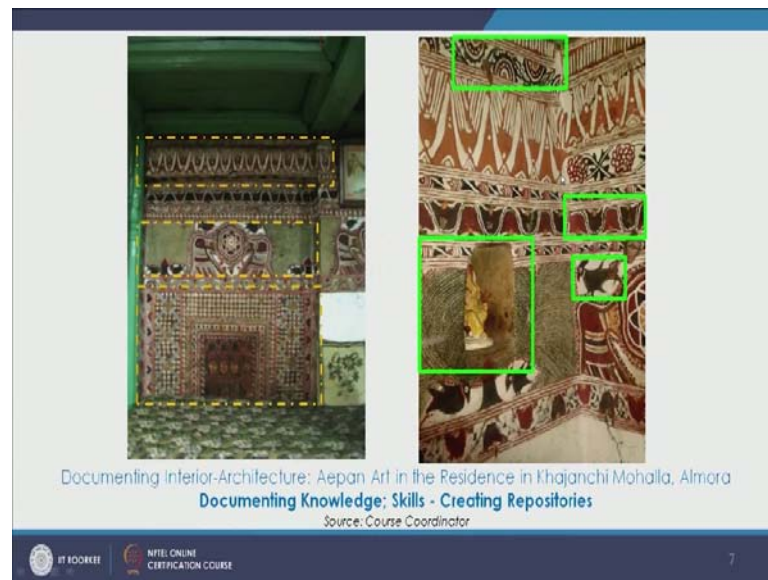 Documenting Interior-Architecture: Aepan Art in the Residence in Khajanchi Mohalla, Almora
Documenting Knowledge; Skills - Creating Repositories
Source: Course Coordinator
IIT ROORKEE
NPTEL ONLINE
CERTIFICATION COURSE
7